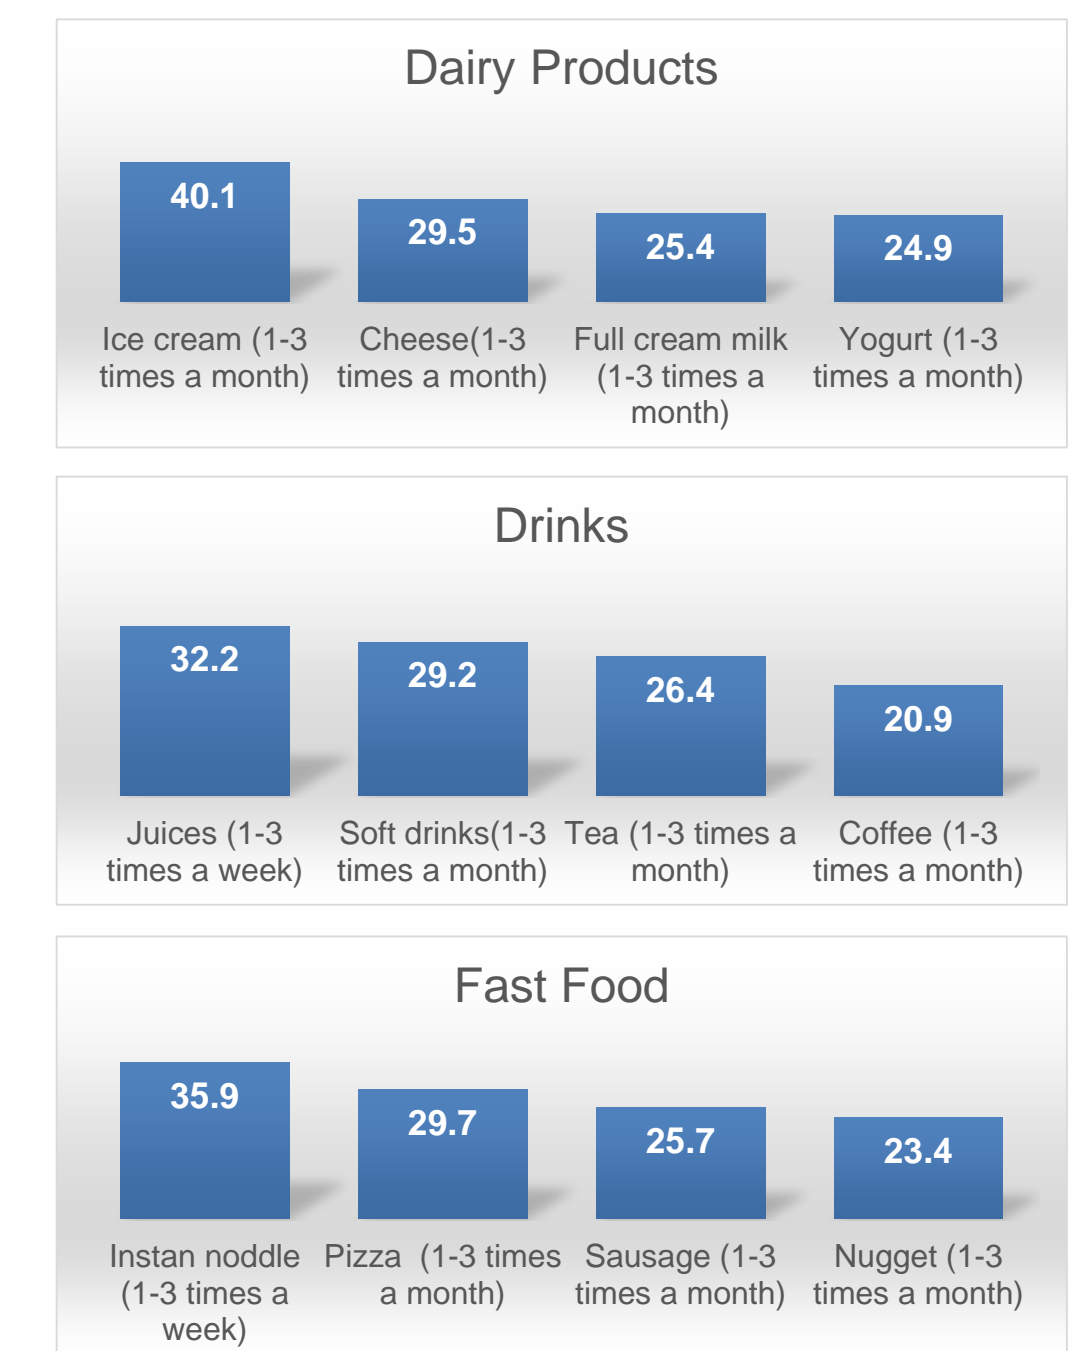 Dairy Products
40.1
29.5
25.4
24.9
Ice cream (1-3
times a month)
Cheese(1-3
times a month)
Full cream milk
(1-3 times a
month)
Yogurt (1-3
times a month)
Drinks
32.2
29.2
26.4
20.9
Juices (1-3
times a week)
Soft drinks(1-3
times a month)
Tea (1-3 times a
month)
Coffee (1-3
times a month)
Fast Food
35.9
29.7
25.7
23.4
Instan noddle
(1-3 times a
week)
Pizza  (1-3 times
a month)
Sausage (1-3
times a month)
Nugget (1-3
times a month)